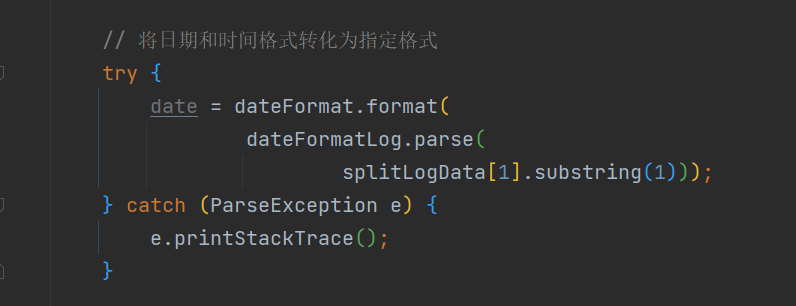 // 将日期和时间格式转化为指定格式
try {
date = dateFormat.format(
dateFormatLog.parse(
splitLogData[1].substring(1)));
} catch (ParseException e) {
e.printStackTrace();
}